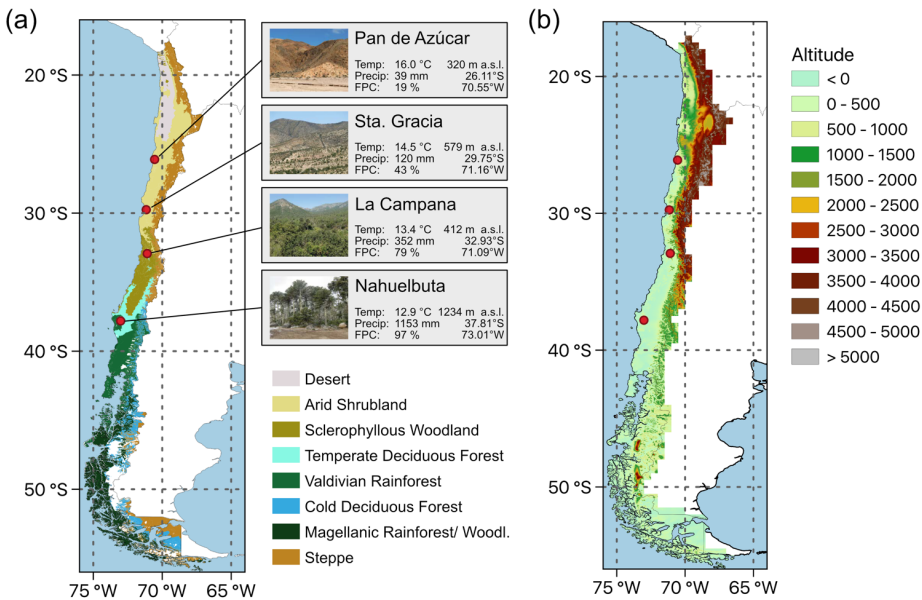 (a)
20 °S
30 °S
40 °S
50 °S
75 °W 70 °W 65 °W
Pan de Azúcar
Temp: 16.0 °C 320 m a.s.l.
Precip: 39 mm 26.11°S
FPC: 19 % 70.55°W
Sta. Gracia
Temp: 14.5 °C 579 m a.s.l.
Precip: 120 mm 29.75°S
FPC: 43 % 71.16°W
La Campana
Temp: 13.4 °C 412 m a.s.l.
Precip: 352 mm 32.93°S
FPC: 79 % 71.09°W
Nahuelbuta
Temp: 12.9 °C 1234 m a.s.l.
Precip: 1153 mm 37.81°S
FPC: 97 % 73.01°W
Desert
Arid Shrubland
Sclerophyllous Woodland
Temperate Deciduous Forest
Valdivian Rainforest
Cold Deciduous Forest
Magellanic Rainforest/ Woodl.
Steppe
(b)
20 °S
30 °S
40 °S
50 °S
75 °W 70 °W 65 °W
Altitude
< 0
0 - 500
500 - 1000
1000 - 1500
1500 - 2000
2000 - 2500
2500 - 3000
3000 - 3500
3500 - 4000
4000 - 4500
4500 - 5000
> 5000